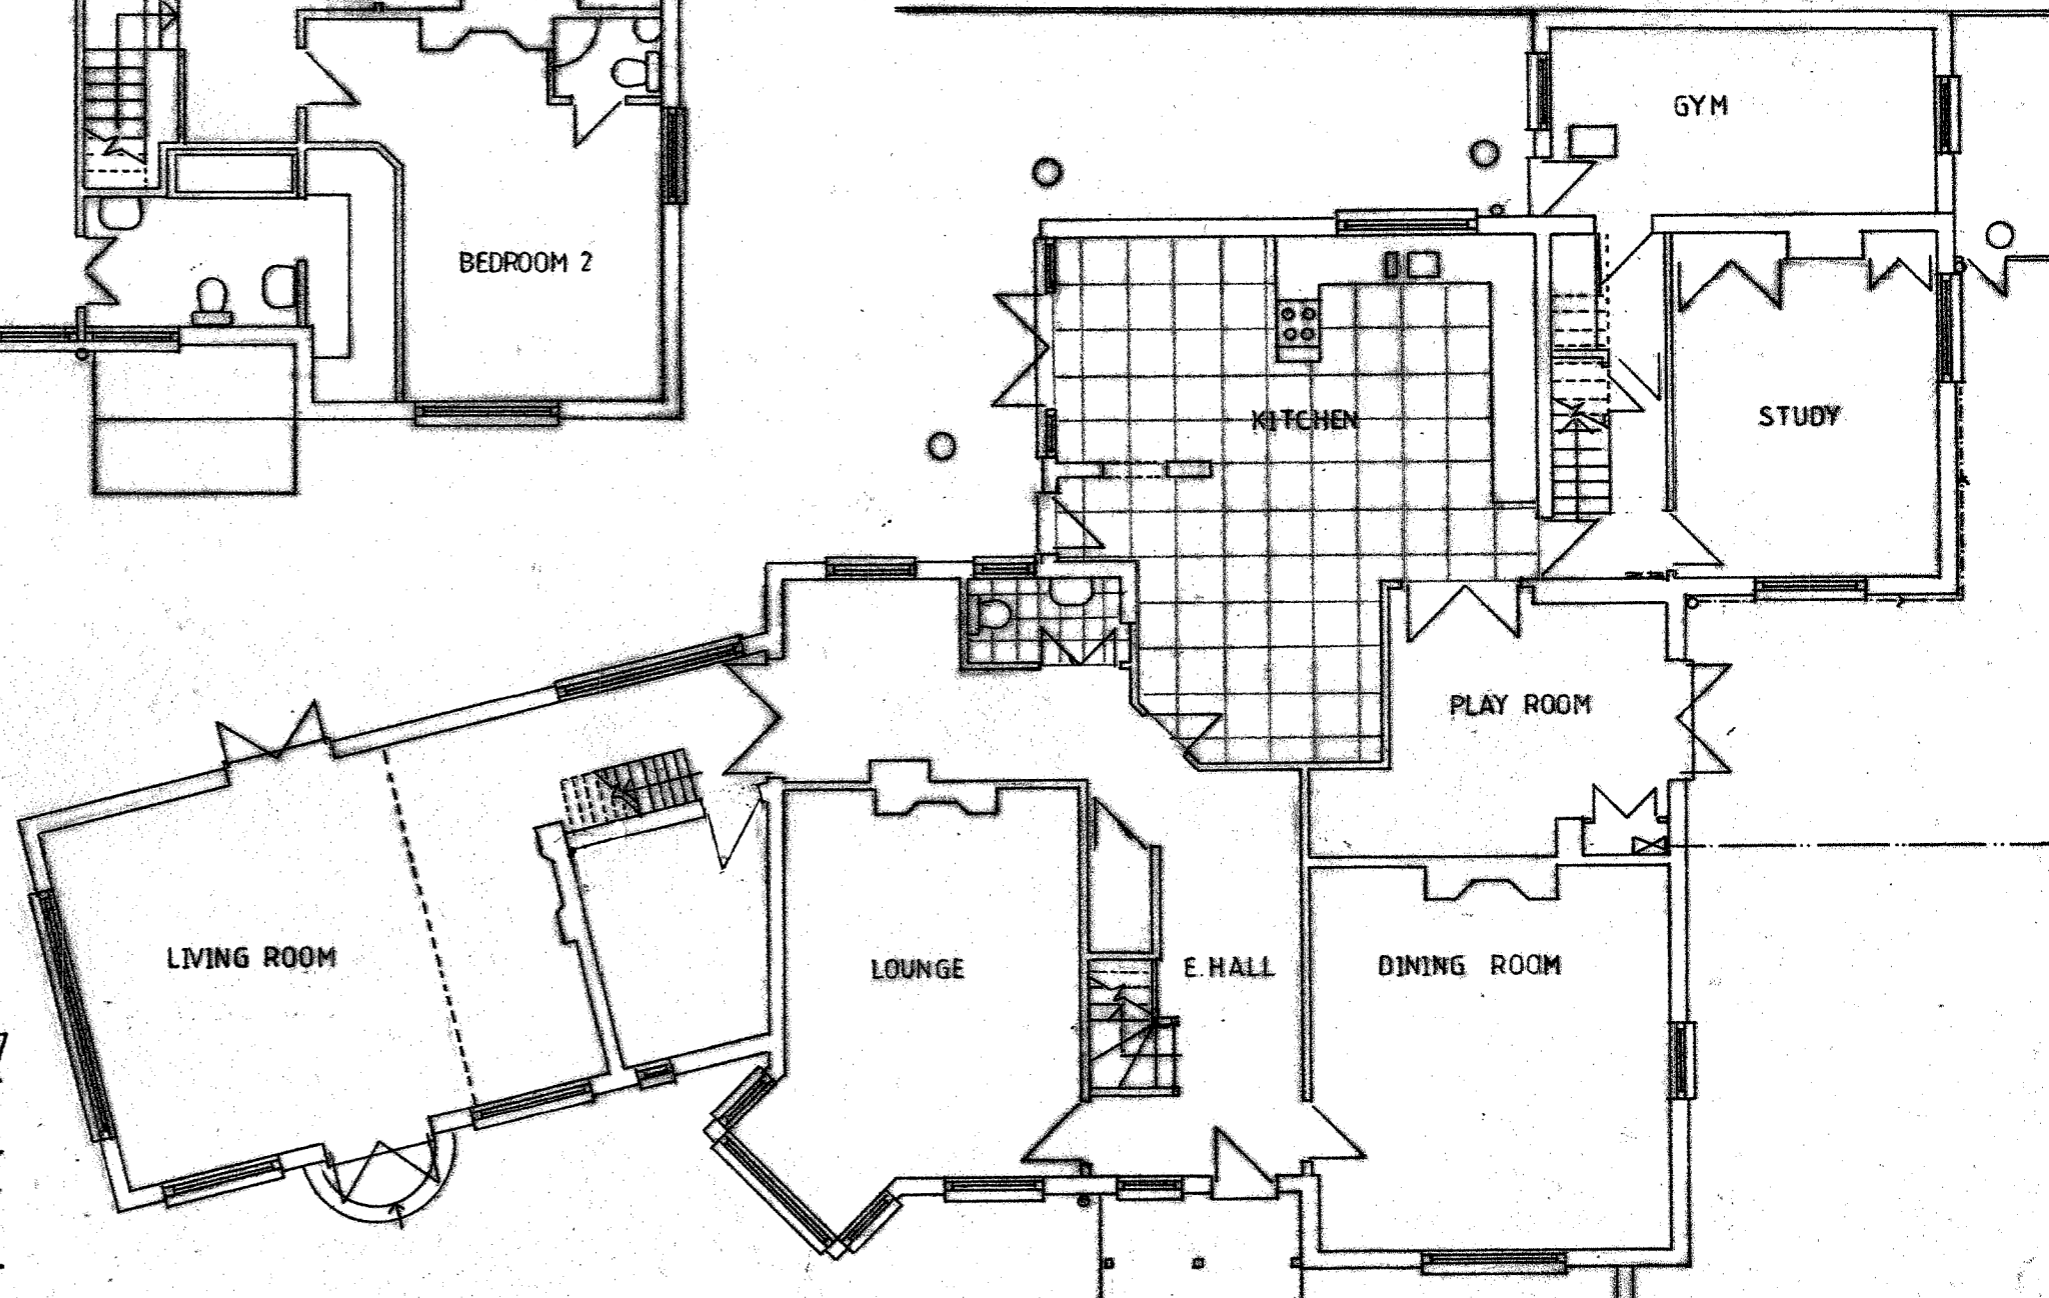 GYM
BEDROOM 2
KITCHEN
STUDY
PLAY ROOM
LIVING ROOM
LOUNGE
E.HALL
DINING ROOM